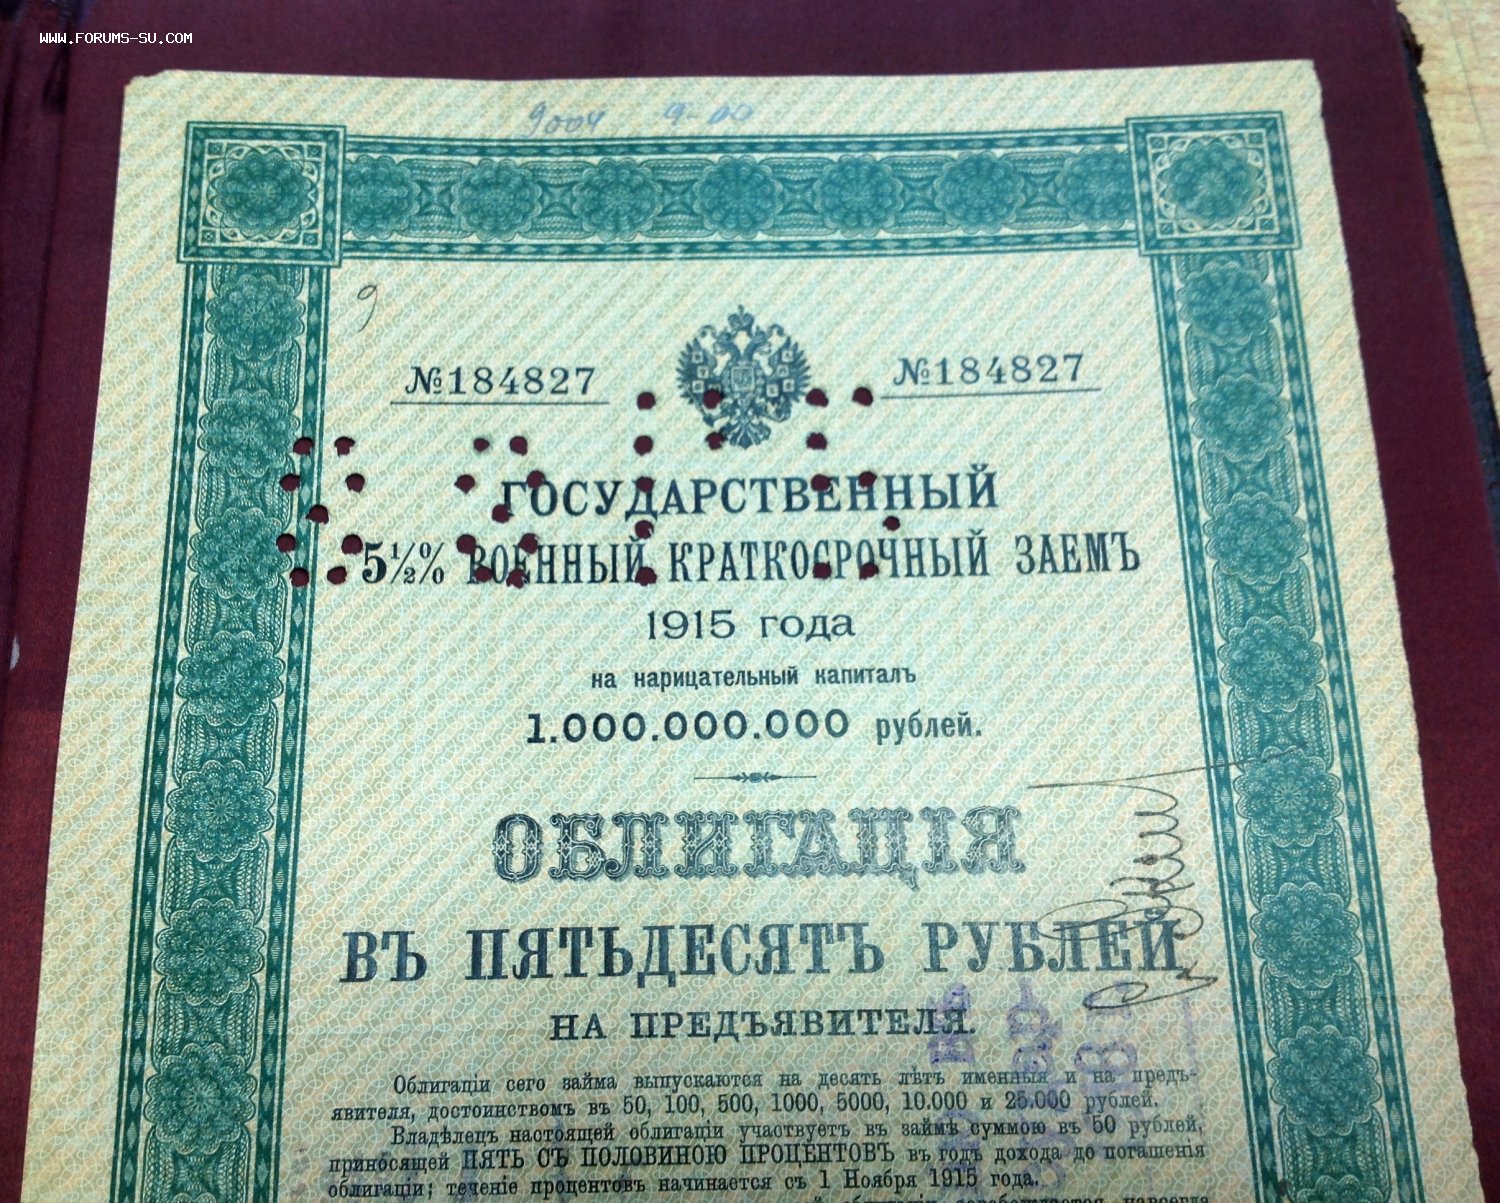 WWW.FORUMS-SU.COM
9004 9-00
9
№184827 №184827
ГОСУДАРСТВЕННЫЙ
5½% ВОЕННЫЙ КРАТКОСРОЧНЫЙ ЗАЕМЪ
1915 года
на нарицательный капиталъ
1.000.000.000 рублей.
ОБЛИГАЦІЯ
ВЪ ПЯТЬДЕСЯТЪ РУБЛЕЙ
НА ПРЕДЪЯВИТЕЛЯ.
Облигаціи сего займа выпускаются на десять лѣтъ именныя и на предъ-
явителя, достоинствомъ въ 50, 100, 500, 1000, 5000, 10.000 и 25.000 рублей.
Владѣлецъ настоящей облигаціи участвуетъ въ займѣ суммою въ 50 рублей,
приносящей ПЯТЬ СЪ ПОЛОВИНОЮ ПРОЦЕНТОВЪ въ годъ дохода до погашенія
облигаціи; теченіе процентовъ начинается съ 1 Ноября 1915 года.